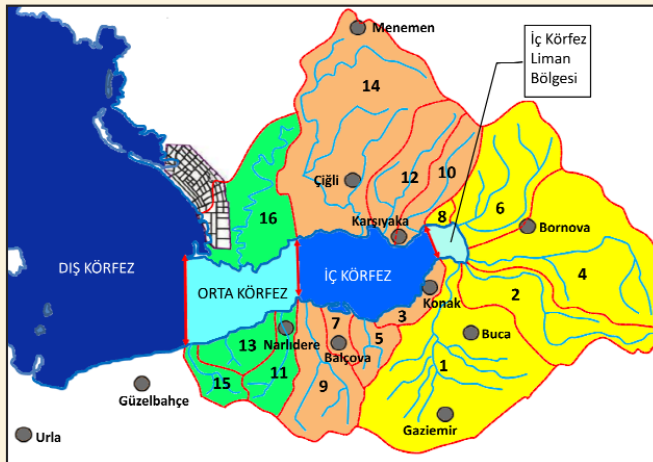 Menemen
İç Körfez
Liman
Bölgesi
14
Çiğli
12
10
6
Karşıyaka
8
Bornova
16
DIŞ KÖRFEZ
ORTA KÖRFEZ
İÇ KÖRFEZ
4
Konak
2
3
7
5
Narlıdere
13
Balçova
Buca
1
15
11
9
Güzelbahçe
Gaziemir
Urla